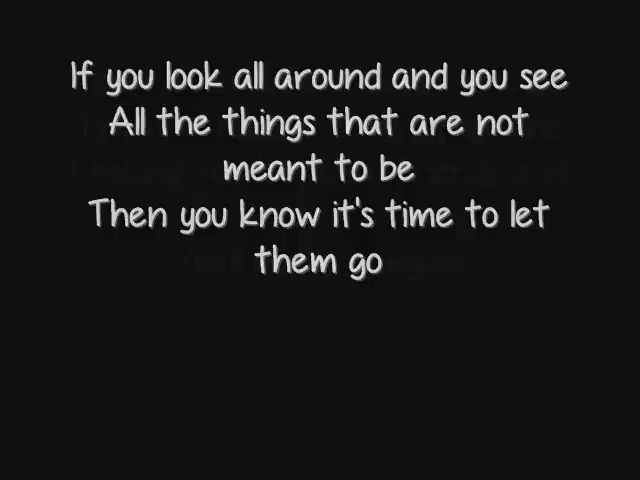 If you look all around and you see
All the things that are not
meant to be
Then you know it's time to let
them go